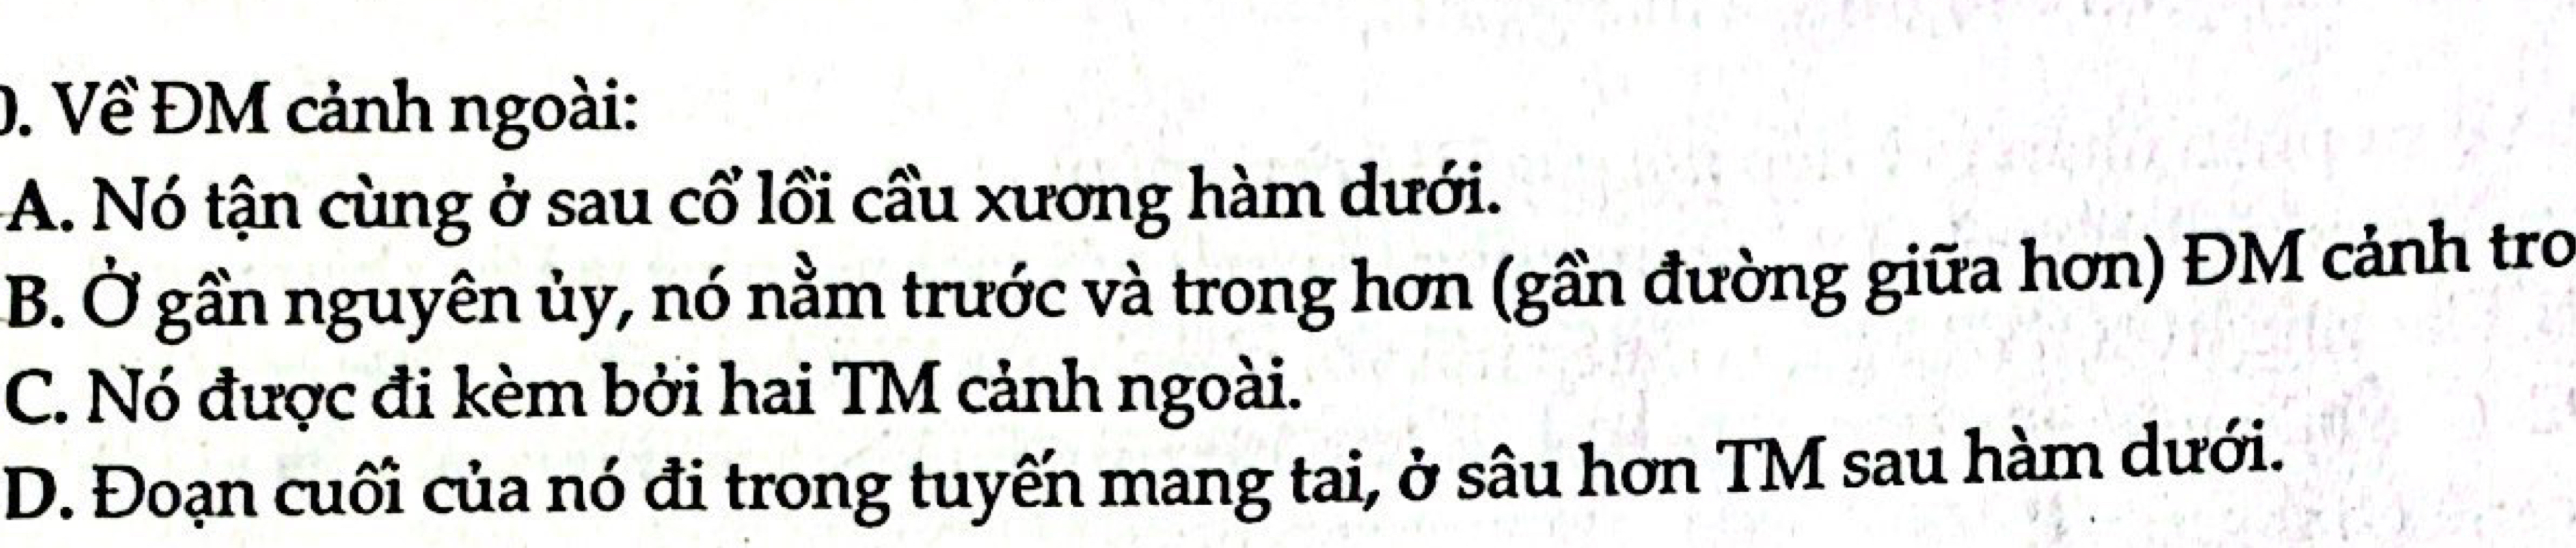 . Về ĐM cảnh ngoài:
A. Nó tận cùng ở sau cổ lồi cầu xương hàm dưới.
B. Ở gần nguyên ủy, nó nằm trước và trong hơn (gần đường giữa hơn) ĐM cảnh tro
C. Nó được đi kèm bởi hai TM cảnh ngoài.
D. Đoạn cuối của nó đi trong tuyến mang tai, ở sâu hơn TM sau hàm dưới.